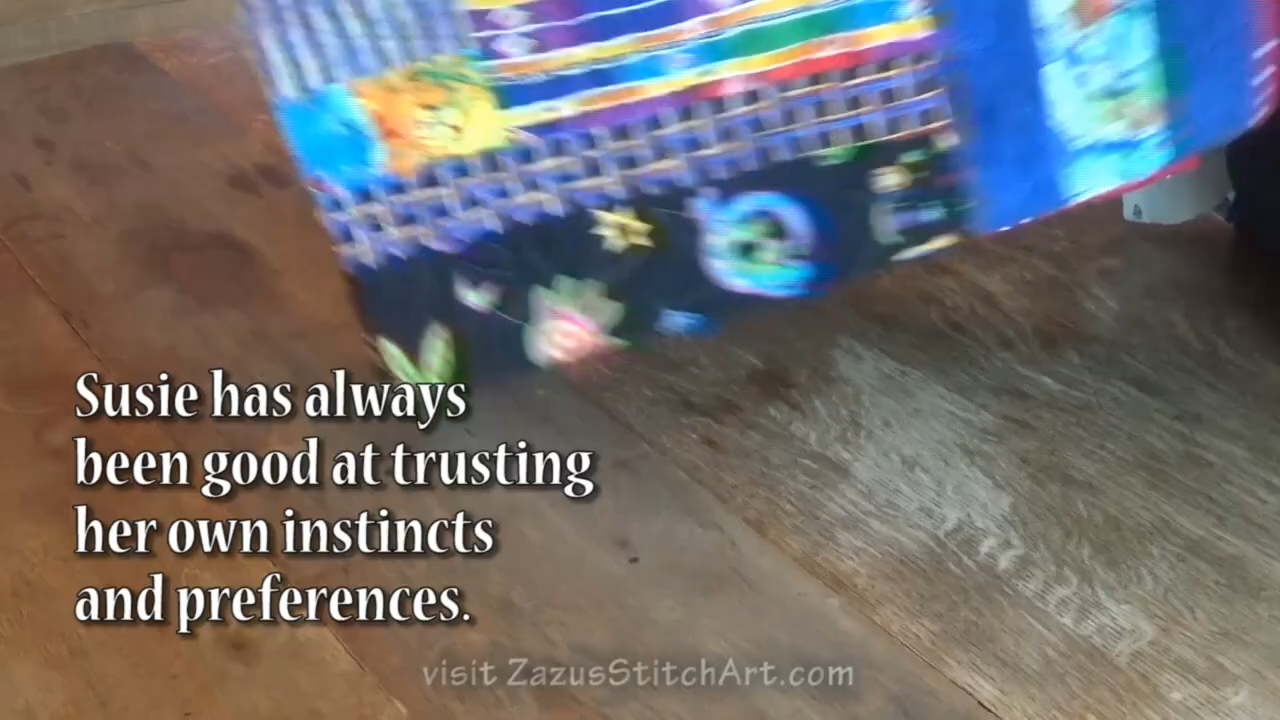 Susie has always
been good at trusting
her own instincts
and preferences.
visit ZazusStitchArt.com